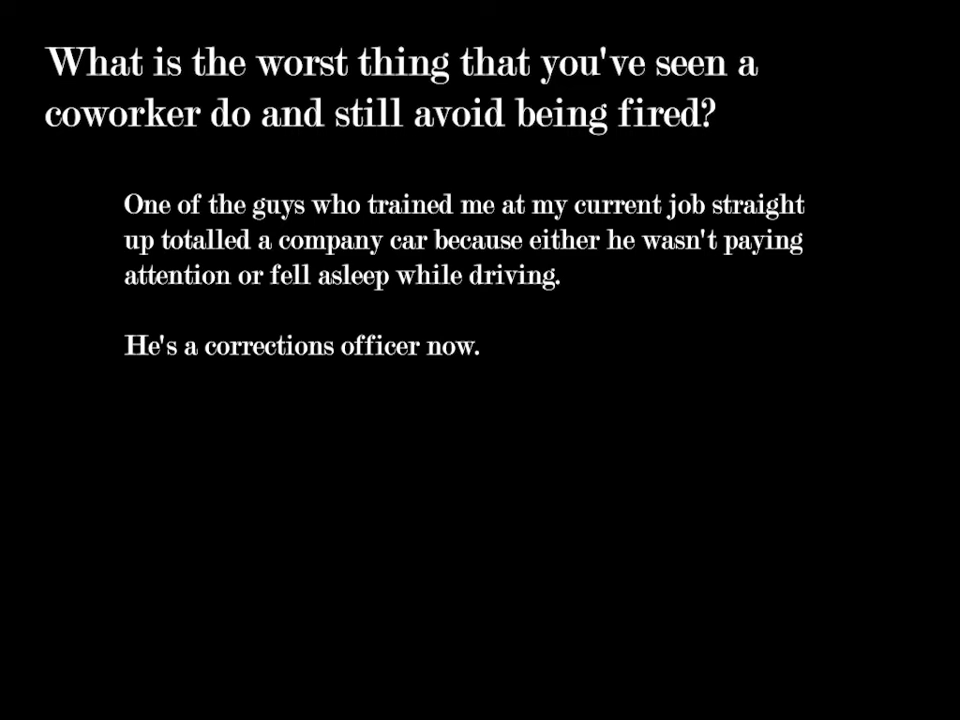 What is the worst thing that you've seen a
coworker do and still avoid being fired?
One of the guys who trained me at my current job straight
up totalled a company car because either he wasn't paying
attention or fell asleep while driving.
He's a corrections officer now.